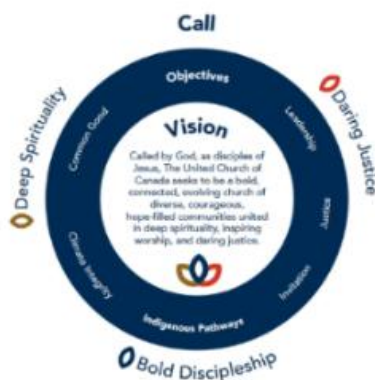 Call
Deep Spirituality
Daring Justice
Bold Discipleship
Objectives
Leadership
Justice
Invitation
Indigenous Pathways
Climate Integrity
Common Good
Vision
Called by God, as disciples of
Jesus, The United Church of
Canada seeks to be a bold,
connected, evolving church of
diverse, courageous,
hope-filled communities united
in deep spirituality, inspiring
worship, and daring justice.